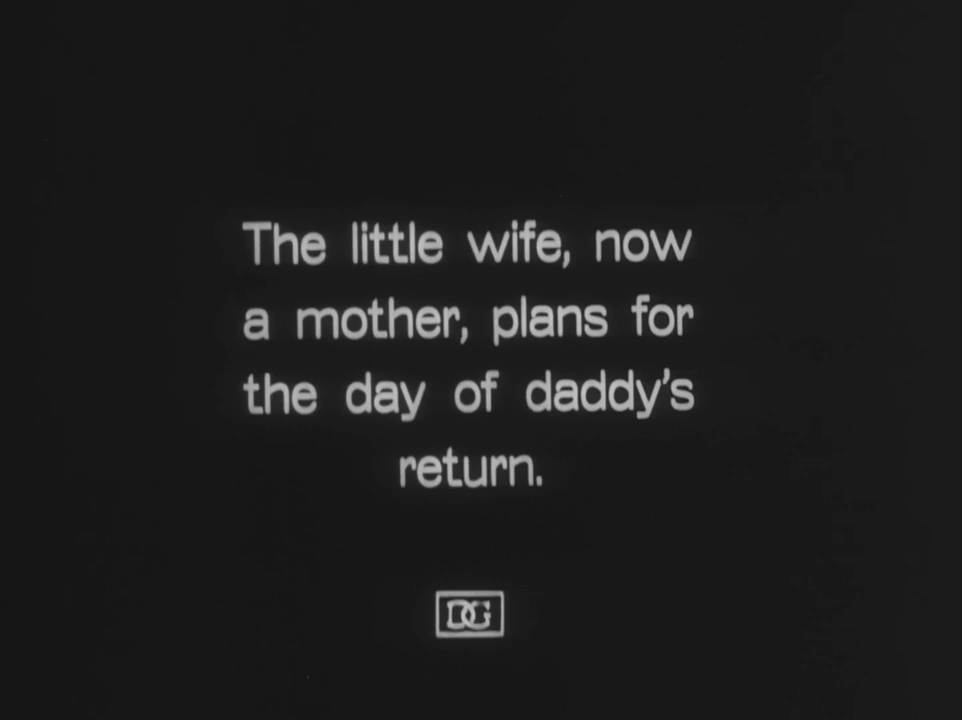 The little wife, now
a mother, plans for
the day of daddy's
return.
DG